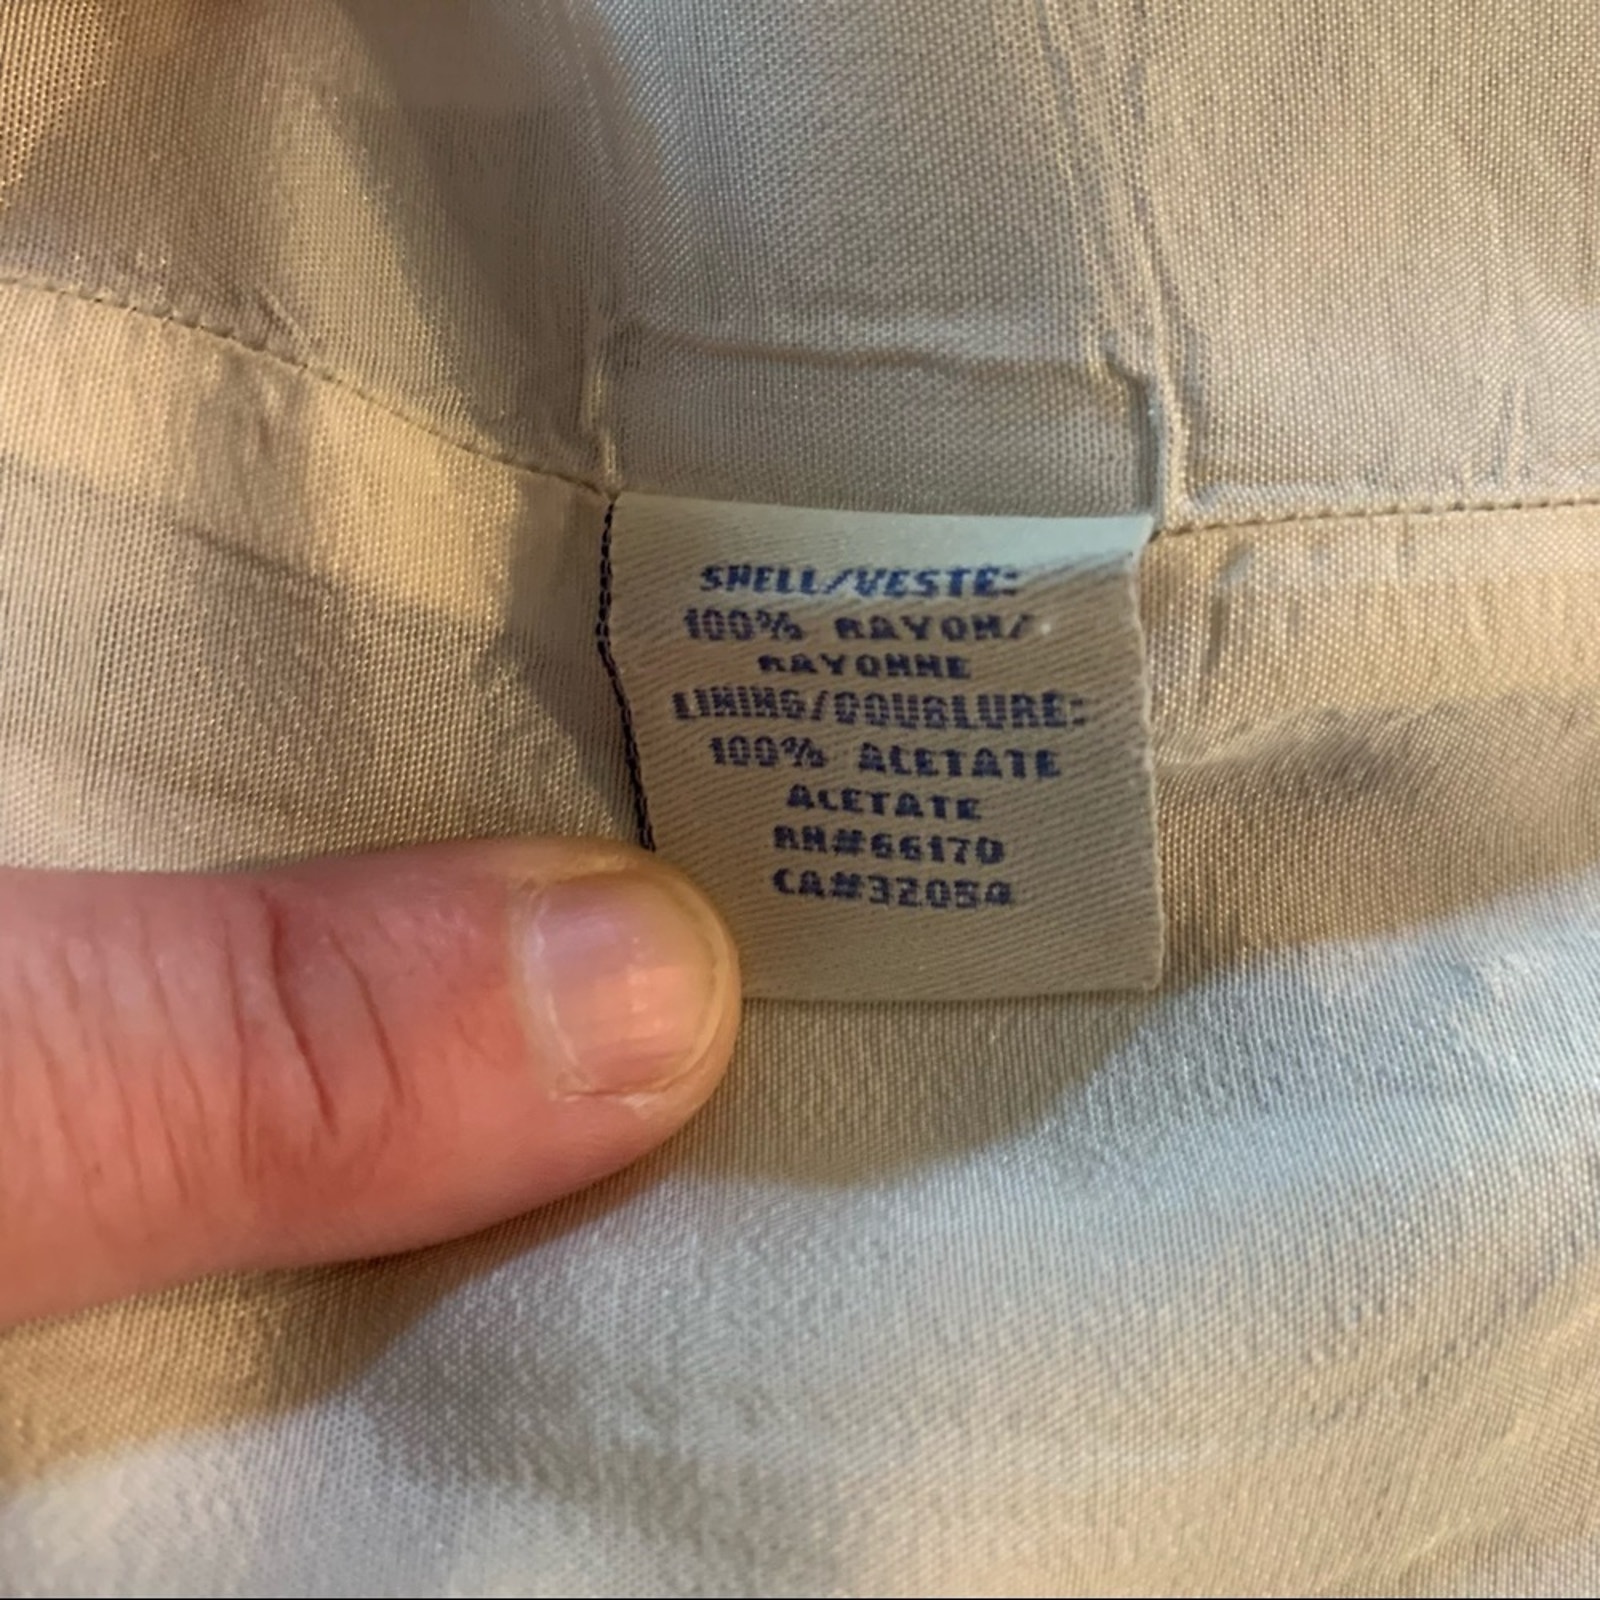 SHELL/VESTE:
100% RAYON/
RAYONNE
LINING/DOUBLURE:
100% ACETATE
ACETATE
RN#66170
CA#32054